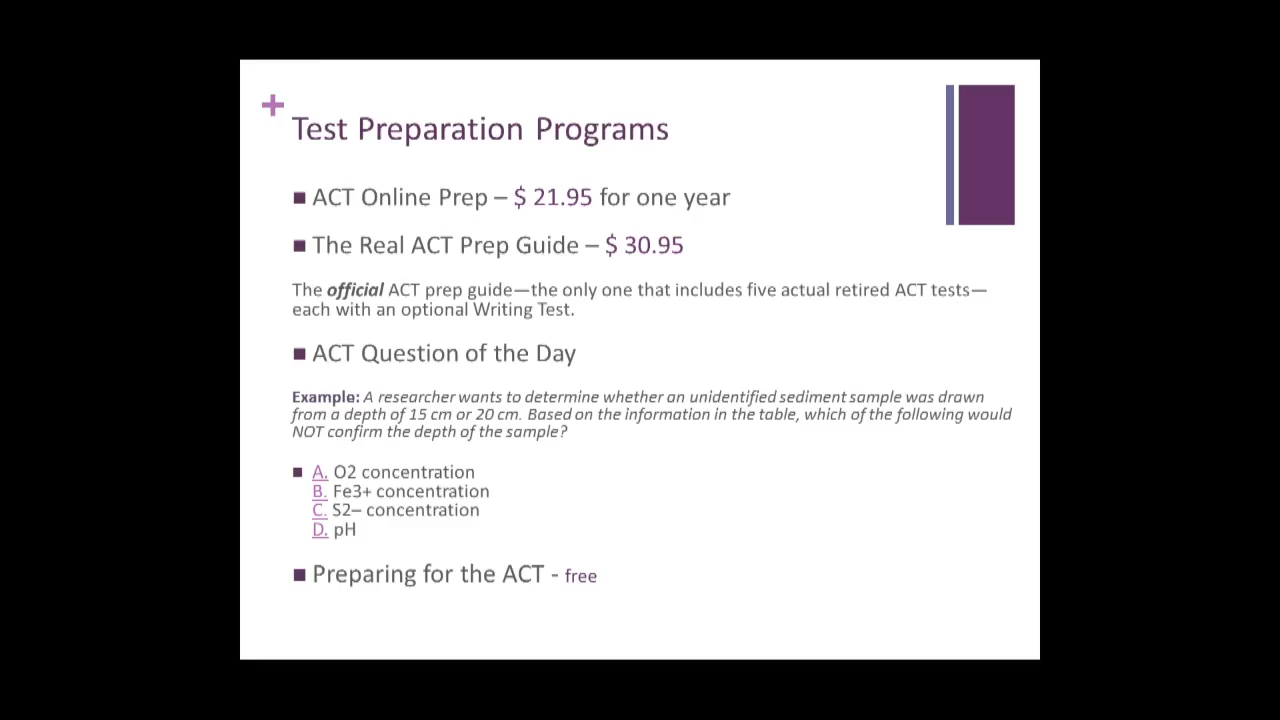 Test Preparation Programs
ACT Online Prep – $ 21.95 for one year
The Real ACT Prep Guide – $ 30.95
The official ACT prep guide—the only one that includes five actual retired ACT tests—
each with an optional Writing Test.
ACT Question of the Day
Example: A researcher wants to determine whether an unidentified sediment sample was drawn
from a depth of 15 cm or 20 cm. Based on the information in the table, which of the following would
NOT confirm the depth of the sample?
A. O2 concentration
B. Fe3+ concentration
C. S2– concentration
D. pH
Preparing for the ACT - free